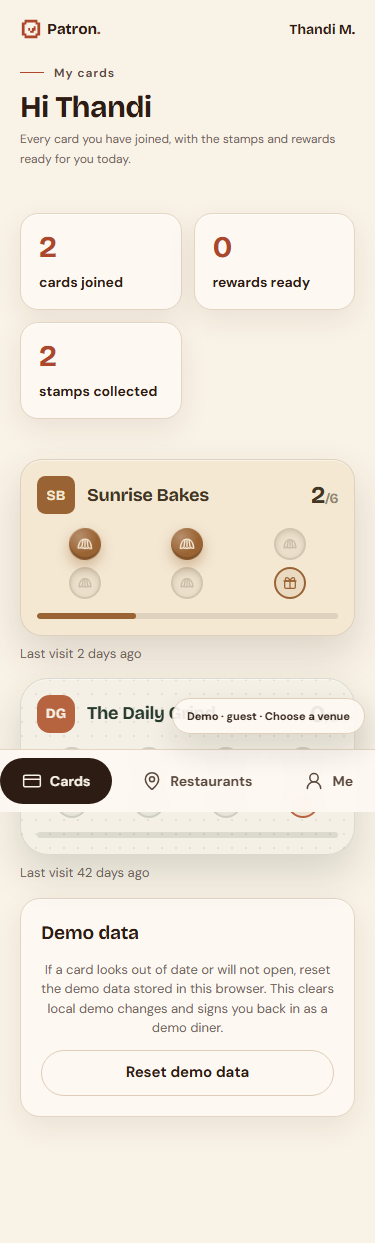 Patron.
Thandi M.
My cards
Hi Thandi
Every card you have joined, with the stamps and rewards
ready for you today.
2
cards joined
0
rewards ready
2
stamps collected
SB
Sunrise Bakes
2/6
Last visit 2 days ago
DG
The Daily Grind
Demo · guest · Choose a venue
Cards
Restaurants
Me
Last visit 42 days ago
Demo data
If a card looks out of date or will not open, reset
the demo data stored in this browser. This clears
local demo changes and signs you back in as a
demo diner.
Reset demo data